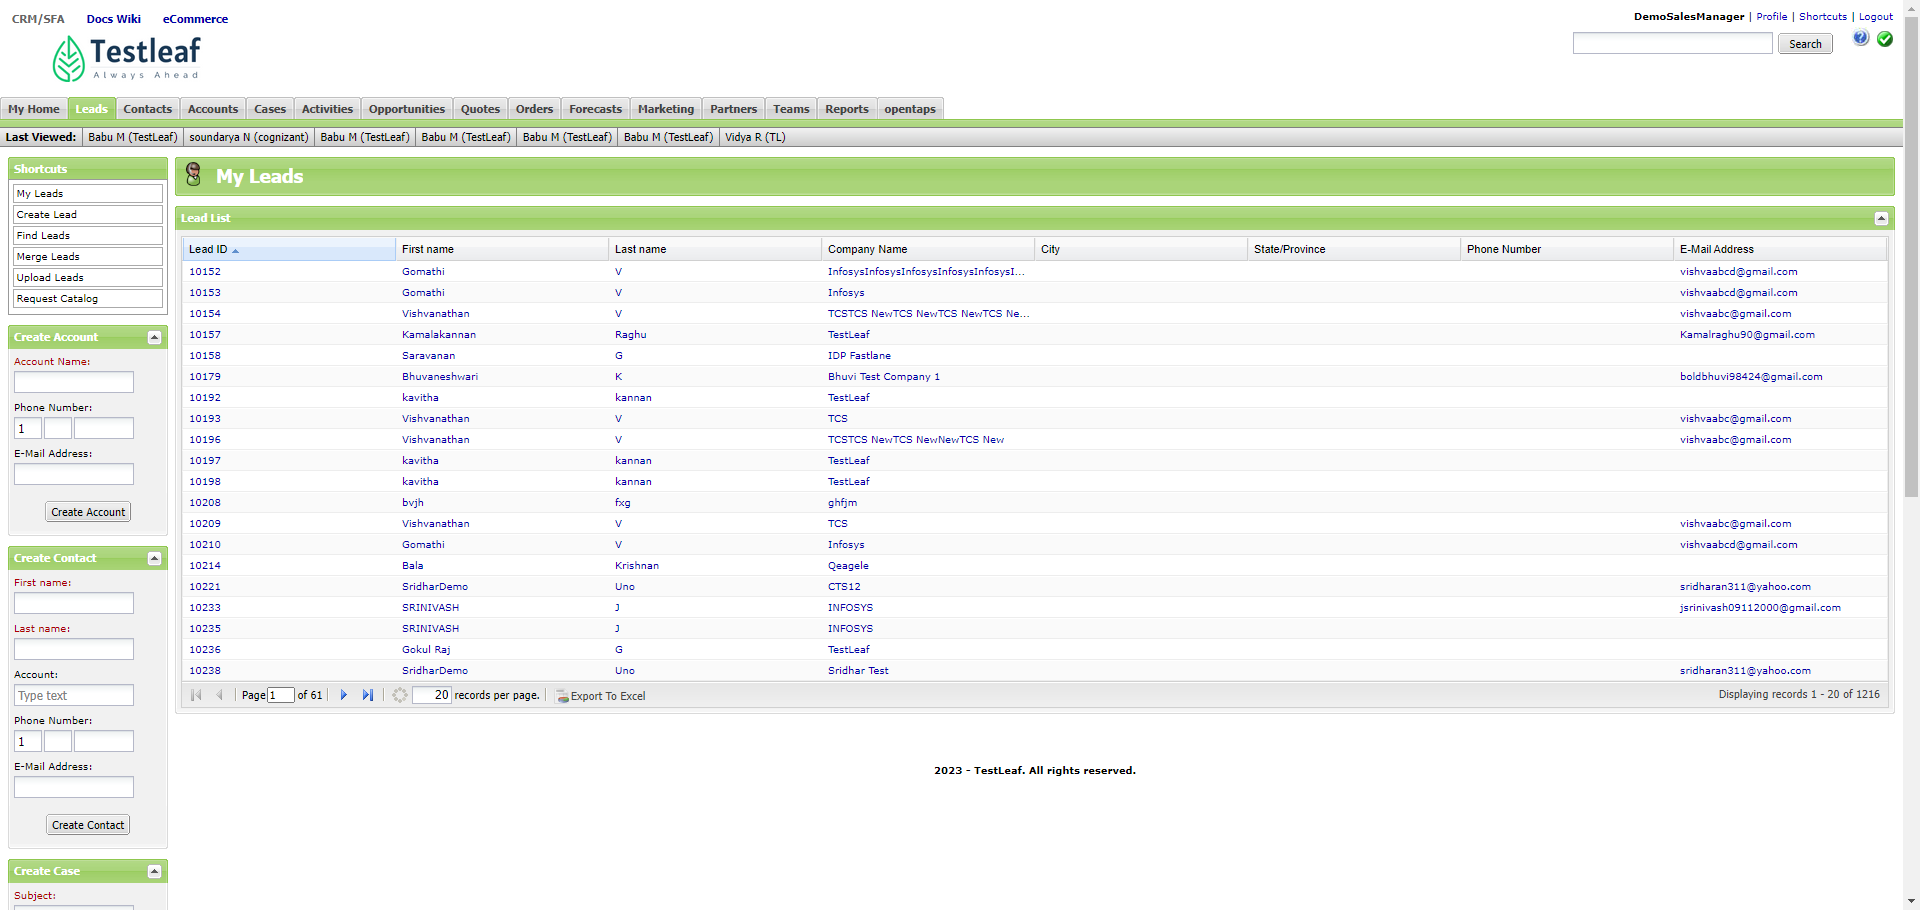 CRM/SFA Docs Wiki eCommerce
DemoSalesManager | Profile | Shortcuts | Logout
Testleaf
Always Ahead
Search
My Home Leads Contacts Accounts Cases Activities Opportunities Quotes Orders Forecasts Marketing Partners Teams Reports opentaps
Last Viewed: Babu M (TestLeaf) soundarya N (cognizant) Babu M (TestLeaf) Babu M (TestLeaf) Babu M (TestLeaf) Babu M (TestLeaf) Vidya R (TL)
Shortcuts
My Leads
Create Lead
Find Leads
Merge Leads
Upload Leads
Request Catalog
Create Account
Account Name:
Phone Number:
1
E-Mail Address:
Create Account
Create Contact
First name:
Last name:
Account:
Type text
Phone Number:
1
E-Mail Address:
Create Contact
Create Case
Subject:
My Leads
Lead List
Lead ID First name Last name Company Name City State/Province Phone Number E-Mail Address
10152 Gomathi V InfosysInfosysInfosysInfosysInfosysI... vishvaabcd@gmail.com
10153 Gomathi V Infosys vishvaabcd@gmail.com
10154 Vishvanathan V TCSTCS NewTCS NewTCS NewTCS Ne... vishvaabc@gmail.com
10157 Kamalakannan Raghu TestLeaf Kamalraghu90@gmail.com
10158 Saravanan G IDP Fastlane
10179 Bhuvaneshwari K Bhuvi Test Company 1 boldbhuvi98424@gmail.com
10192 kavitha kannan TestLeaf
10193 Vishvanathan V TCS vishvaabc@gmail.com
10196 Vishvanathan V TCSTCS NewTCS NewNewTCS New vishvaabc@gmail.com
10197 kavitha kannan TestLeaf
10198 kavitha kannan TestLeaf
10208 bvjh fxg ghfjm
10209 Vishvanathan V TCS vishvaabc@gmail.com
10210 Gomathi V Infosys vishvaabcd@gmail.com
10214 Bala Krishnan Qeagele
10221 SridharDemo Uno CTS12 sridharan311@yahoo.com
10233 SRINIVASH J INFOSYS jsrinivash09112000@gmail.com
10235 SRINIVASH J INFOSYS
10236 Gokul Raj G TestLeaf
10238 SridharDemo Uno Sridhar Test sridharan311@yahoo.com
Page 1 of 61 20 records per page. Export To Excel Displaying records 1 - 20 of 1216
2023 - TestLeaf. All rights reserved.